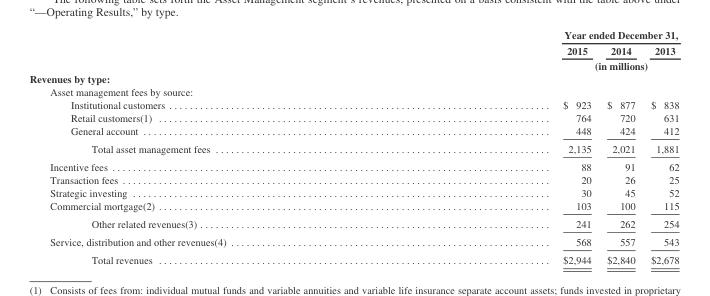 The following table sets forth the Asset Management segment's revenues, presented on a basis consistent with the table above under
“—Operating Results,” by type.
Year ended December 31,
2015 2014 2013
(in millions)
Revenues by type:
Asset management fees by source:
Institutional customers $ 923 $ 877 $ 838
Retail customers(1) 764 720 631
General account 448 424 412
Total asset management fees 2,135 2,021 1,881
Incentive fees 88 91 62
Transaction fees 20 26 25
Strategic investing 30 45 52
Commercial mortgage(2) 103 100 115
Other related revenues(3) 241 262 254
Service, distribution and other revenues(4) 568 557 543
Total revenues $2,944 $2,840 $2,678
(1) Consists of fees from: individual mutual funds and variable annuities and variable life insurance separate account assets; funds invested in proprietary